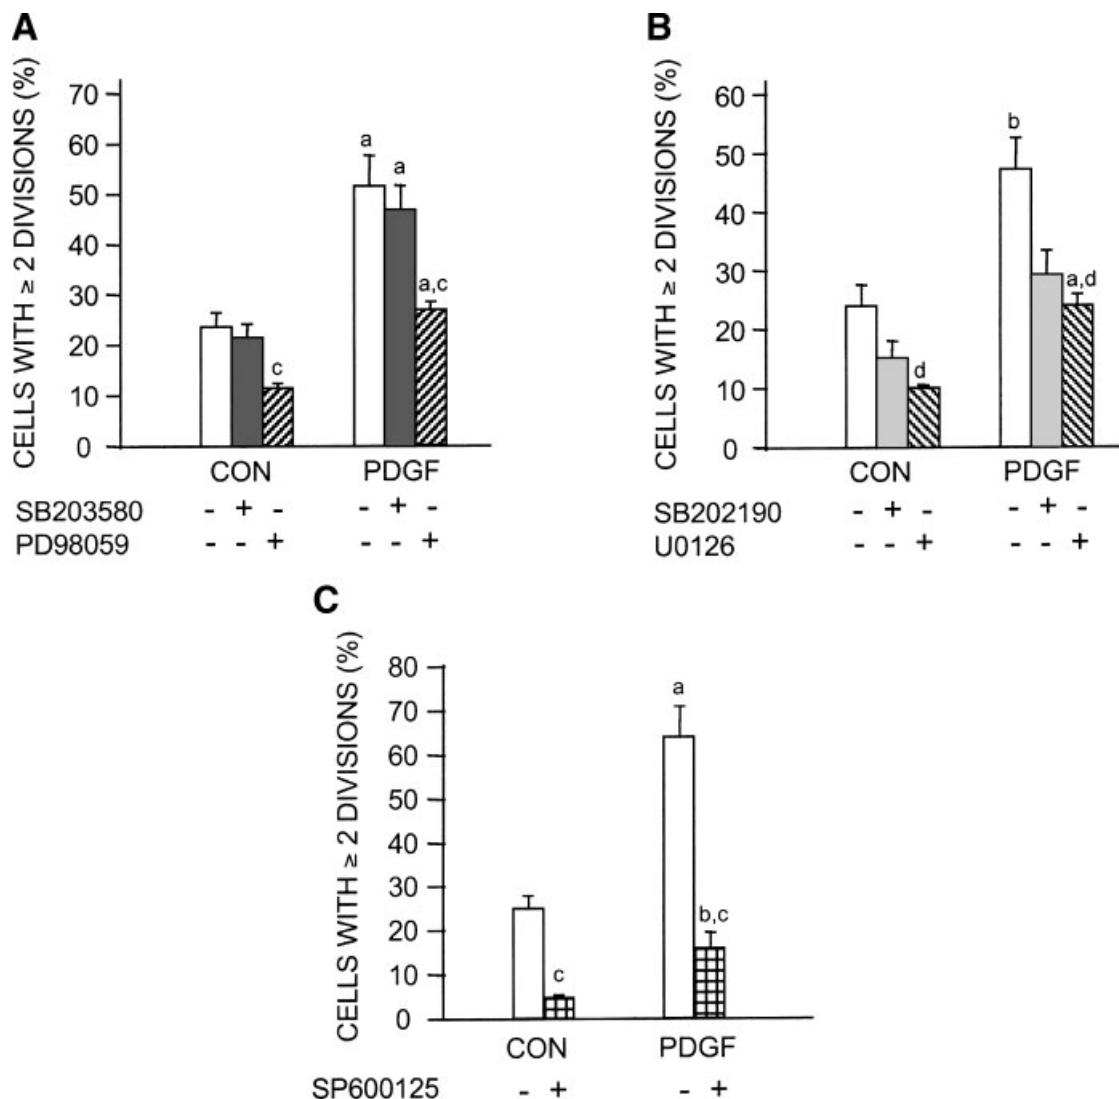 A
CELLS WITH ≥ 2 DIVISIONS (%)
70
60
50
40
30
20
10
0
c
a
a
a,c
CON PDGF
SB203580 - + - - + -
PD98059 - - + - - +
B
CELLS WITH ≥ 2 DIVISIONS (%)
60
50
40
30
20
10
0
d
b
a,d
CON PDGF
SB202190 - + - - + -
U0126 - - + - - +
C
CELLS WITH ≥ 2 DIVISIONS (%)
80
70
60
50
40
30
20
10
0
c
a
b,c
CON PDGF
SP600125 - + - +